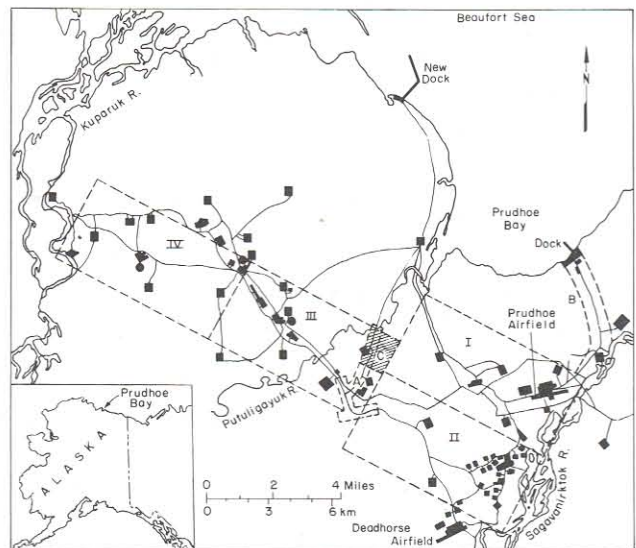 Beaufort Sea
New
Dock
N
Kuparuk R.
Prudhoe
Bay
Dock
IV
B
III
Prudhoe
Airfield
I
C
Putuligayuk R.
II
Prudhoe
Bay
ALASKA
0 2 4 Miles
0 3 6 km
Deadhorse
Airfield
Sagavanirktok R.